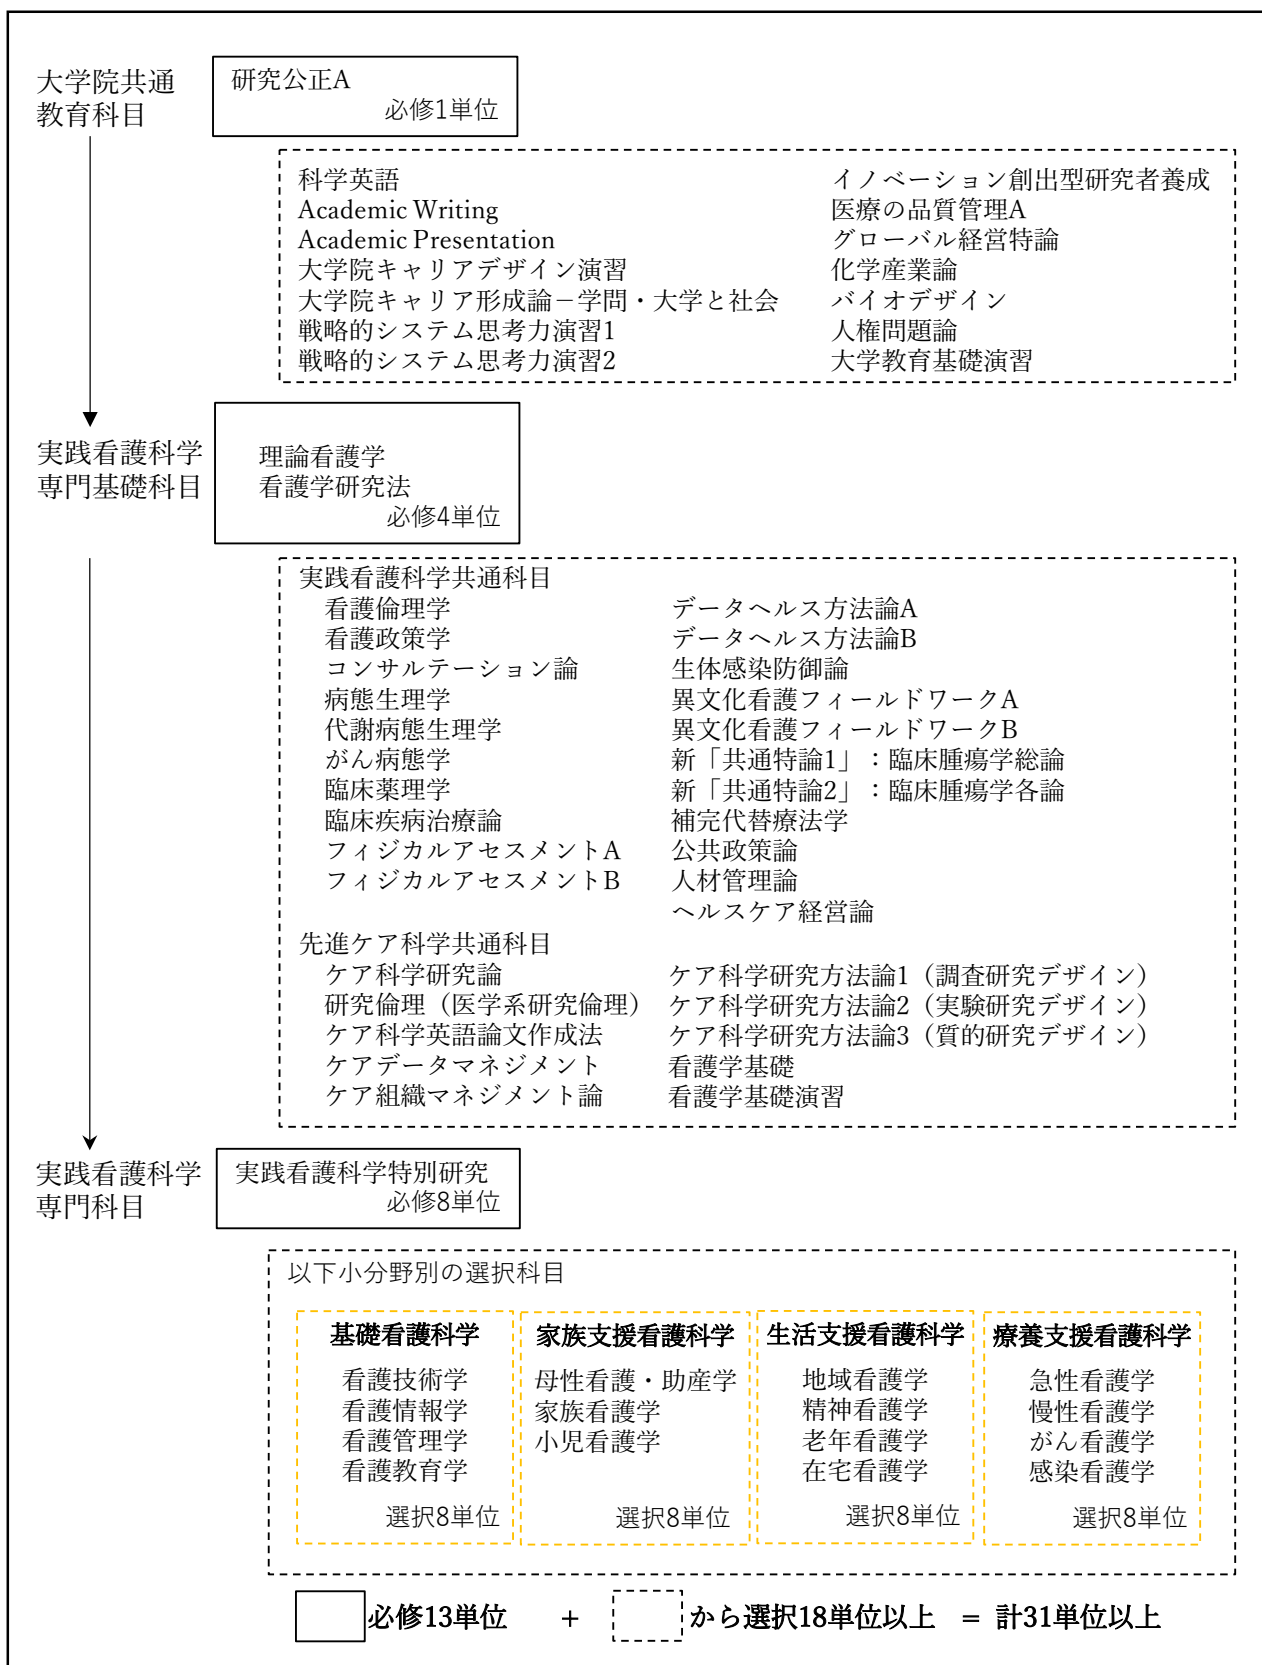 大学院共通
教育科目
研究公正A
必修1単位
科学英語
Academic Writing
Academic Presentation
大学院キャリアデザイン演習
大学院キャリア形成論－学問・大学と社会
戦略的システム思考力演習1
戦略的システム思考力演習2
イノベーション創出型研究者養成
医療の品質管理A
グローバル経営特論
化学産業論
バイオデザイン
人権問題論
大学教育基礎演習
実践看護科学
専門基礎科目
理論看護学
看護学研究法
必修4単位
実践看護科学共通科目
看護倫理学
看護政策学
コンサルテーション論
病態生理学
代謝病態生理学
がん病態学
臨床薬理学
臨床疾病治療論
フィジカルアセスメントA
フィジカルアセスメントB
データヘルス方法論A
データヘルス方法論B
生体感染防御論
異文化看護フィールドワークA
異文化看護フィールドワークB
新「共通特論1」：臨床腫瘍学総論
新「共通特論2」：臨床腫瘍学各論
補完代替療法学
公共政策論
人材管理論
ヘルスケア経営論
先進ケア科学共通科目
ケア科学研究論
研究倫理（医学系研究倫理）
ケア科学英語論文作成法
ケアデータマネジメント
ケア組織マネジメント論
ケア科学研究方法論1（調査研究デザイン）
ケア科学研究方法論2（実験研究デザイン）
ケア科学研究方法論3（質的研究デザイン）
看護学基礎
看護学基礎演習
実践看護科学
専門科目
実践看護科学特別研究
必修8単位
以下小分野別の選択科目
基礎看護科学
看護技術学
看護情報学
看護管理学
看護教育学
選択8単位
家族支援看護科学
母性看護・助産学
家族看護学
小児看護学
選択8単位
生活支援看護科学
地域看護学
精神看護学
老年看護学
在宅看護学
選択8単位
療養支援看護科学
急性看護学
慢性看護学
がん看護学
感染看護学
選択8単位
必修13単位 + から選択18単位以上 = 計31単位以上